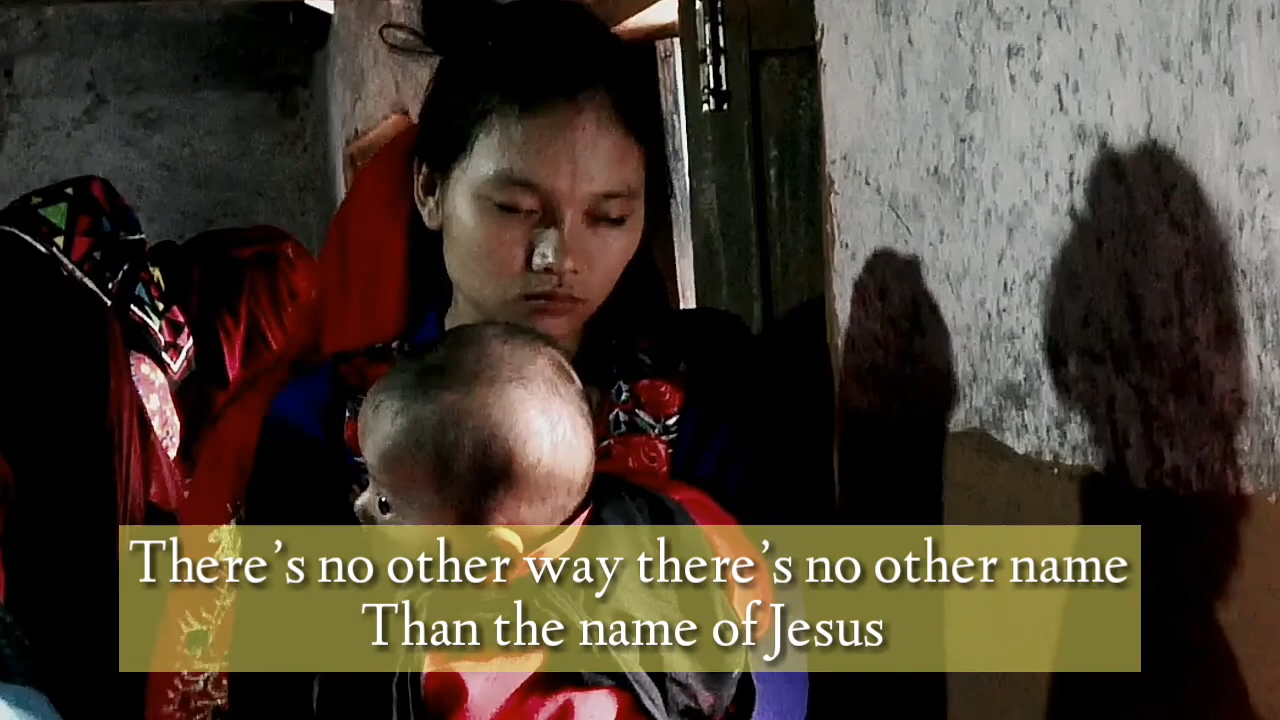 There’s no other way there’s no other name
Than the name of Jesus